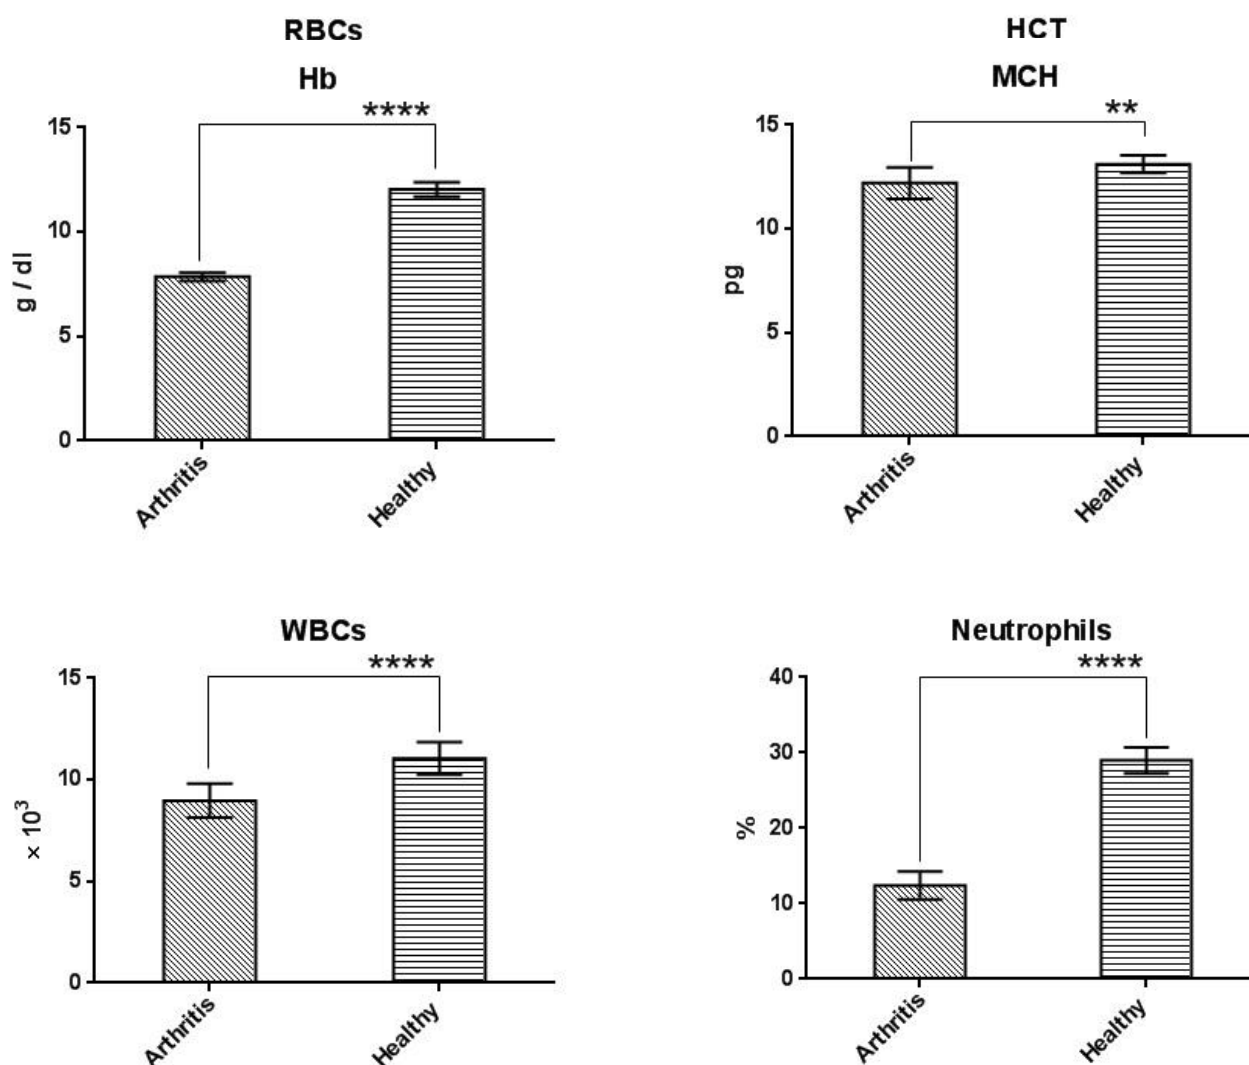 RBCs
Hb
****
15
10
5
0
g / dl
Arthritis
Healthy
HCT
MCH
**
15
10
5
0
pg
Arthritis
Healthy
WBCs
****
15
10
5
0
× 10³
Arthritis
Healthy
Neutrophils
****
40
30
20
10
0
%
Arthritis
Healthy